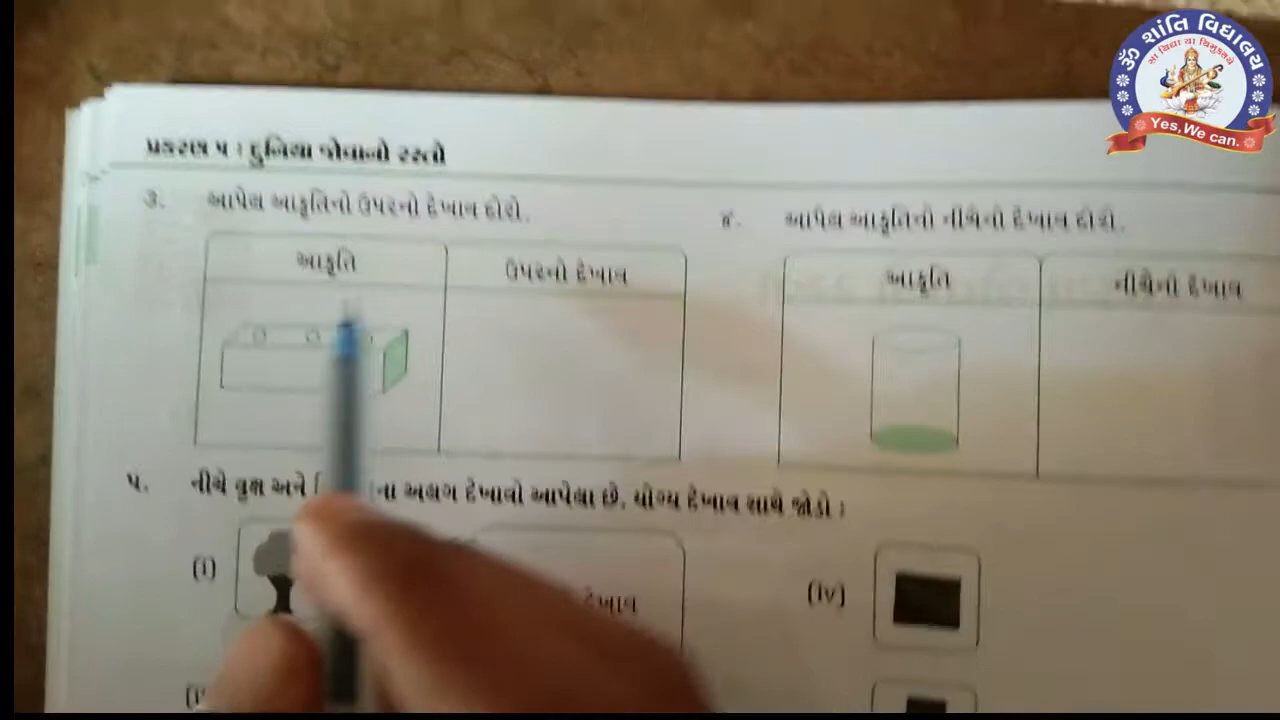 ૐ શાંતિ વિદ્યાલય
સા વિદ્યા યા વિમુક્તયે
Yes, We can.
પ્રકરણ ૫ : દુનિયા જોવાનો રસ્તો
૩. આપેલ આકૃતિનો ઉપરનો દેખાવ દોરો.
આકૃતિ ઉપરનો દેખાવ
૪. આપેલ આકૃતિનો નીચેનો દેખાવ દોરો.
આકૃતિ નીચેનો દેખાવ
૫. નીચે વૃક્ષ અને ના અલગ દેખાવો આપેલા છે. યોગ્ય દેખાવ સાથે જોડો :
(i)
દેખાવ
(iv)